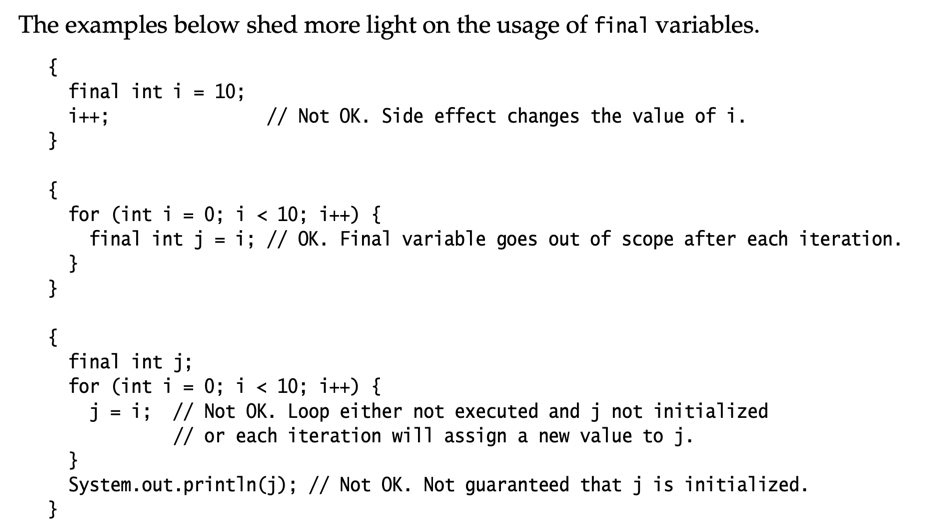 The examples below shed more light on the usage of final variables.
{
  final int i = 10;
  i++;               // Not OK. Side effect changes the value of i.
}
{
  for (int i = 0; i < 10; i++) {
    final int j = i; // OK. Final variable goes out of scope after each iteration.
  }
}
{
  final int j;
  for (int i = 0; i < 10; i++) {
    j = i;  // Not OK. Loop either not executed and j not initialized
            // or each iteration will assign a new value to j.
  }
  System.out.println(j); // Not OK. Not guaranteed that j is initialized.
}